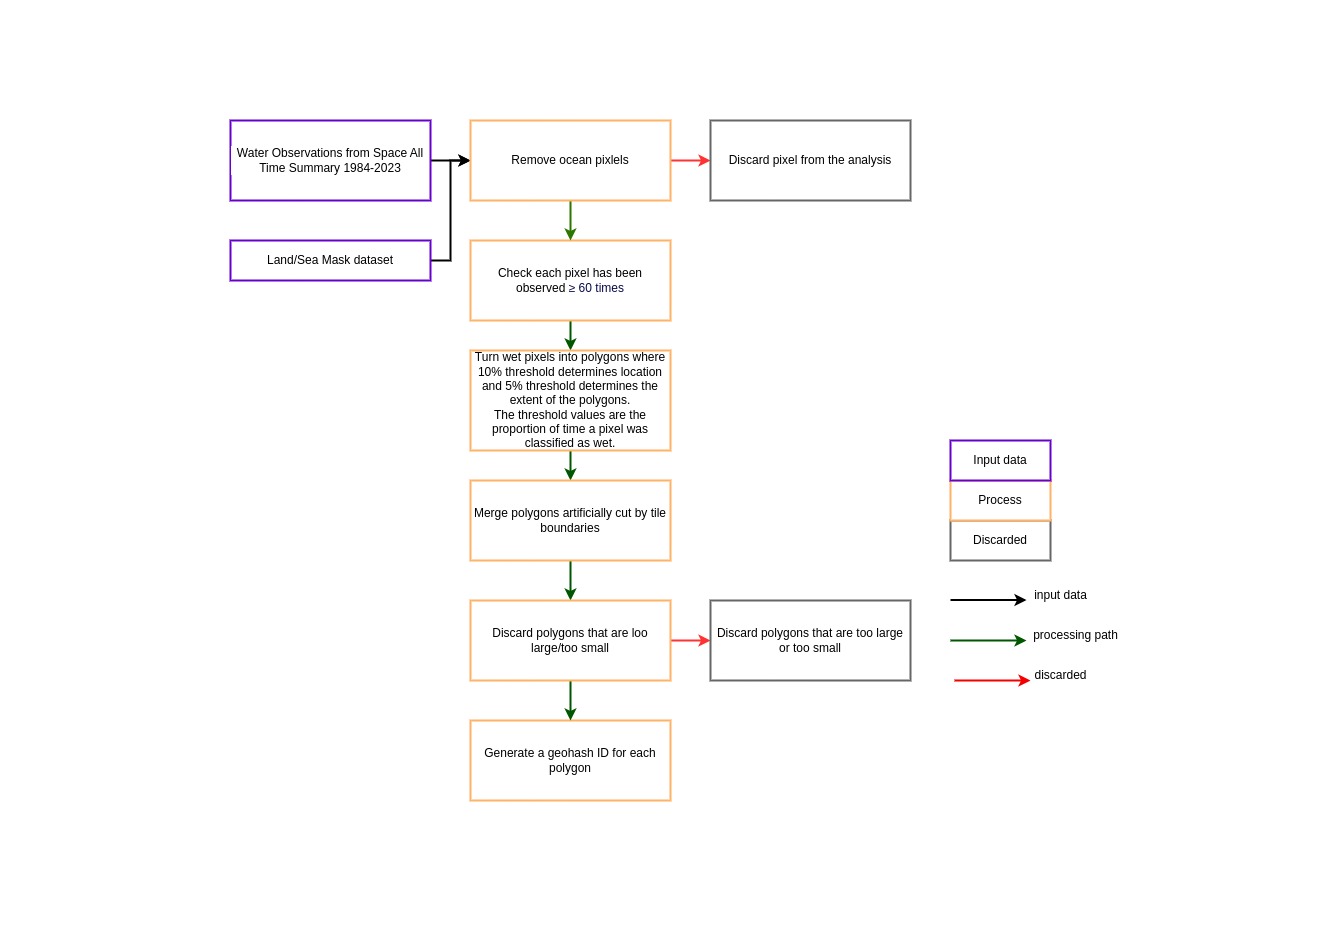 Water Observations from Space All
Time Summary 1984-2023
Remove ocean pixlels
Discard pixel from the analysis
Land/Sea Mask dataset
Check each pixel has been
observed ≥ 60 times
Turn wet pixels into polygons where
10% threshold determines location
and 5% threshold determines the
extent of the polygons.
The threshold values are the
proportion of time a pixel was
classified as wet.
Merge polygons artificially cut by tile
boundaries
Discard polygons that are loo
large/too small
Discard polygons that are too large
or too small
Generate a geohash ID for each
polygon
Input data
Process
Discarded
input data
processing path
discarded